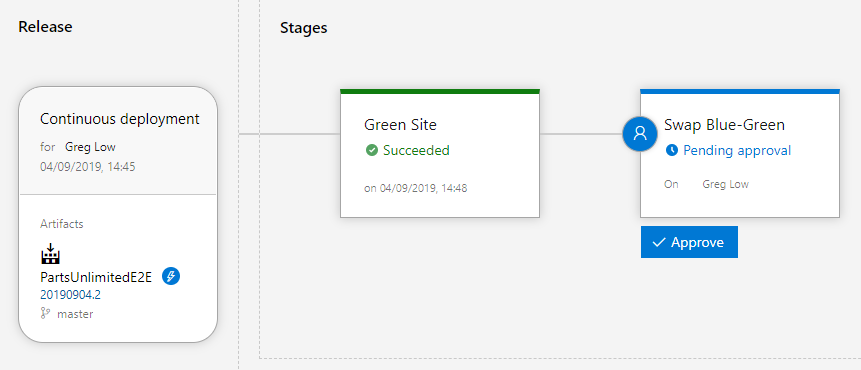 Release
Continuous deployment
for Greg Low
04/09/2019, 14:45
Artifacts
PartsUnlimitedE2E
20190904.2
master
Stages
Green Site
Succeeded
on 04/09/2019, 14:48
Swap Blue-Green
Pending approval
On Greg Low
Approve